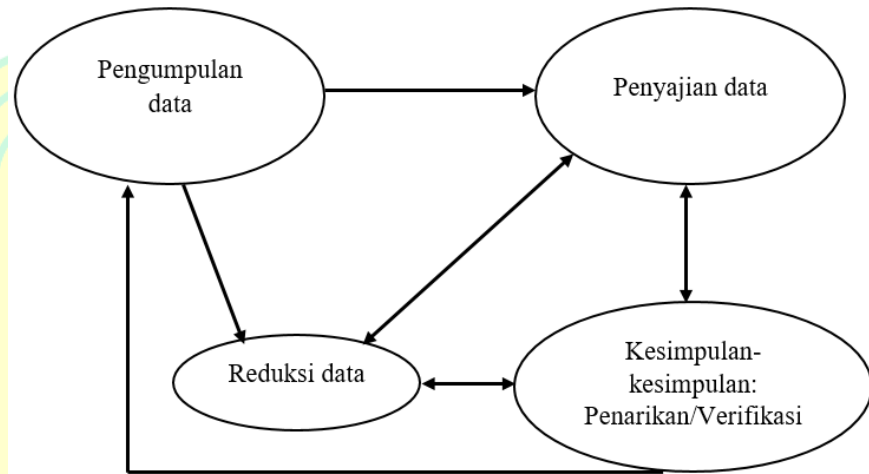 Pengumpulan
data
Penyajian data
Reduksi data
Kesimpulan-
kesimpulan:
Penarikan/Verifikasi